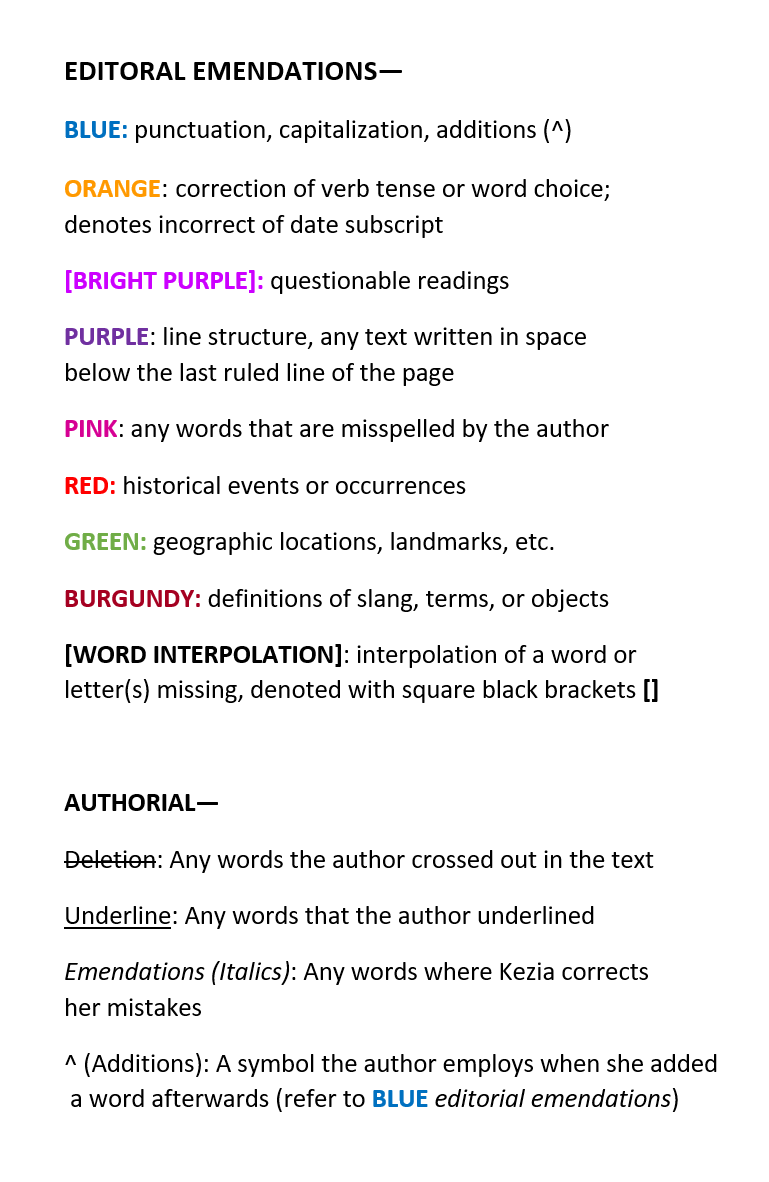 EDITORAL EMENDATIONS—
BLUE: punctuation, capitalization, additions (^)
ORANGE: correction of verb tense or word choice;
denotes incorrect of date subscript
[BRIGHT PURPLE]: questionable readings
PURPLE: line structure, any text written in space
below the last ruled line of the page
PINK: any words that are misspelled by the author
RED: historical events or occurrences
GREEN: geographic locations, landmarks, etc.
BURGUNDY: definitions of slang, terms, or objects
[WORD INTERPOLATION]: interpolation of a word or
letter(s) missing, denoted with square black brackets []
AUTHORIAL—
Deletion: Any words the author crossed out in the text
Underline: Any words that the author underlined
Emendations (Italics): Any words where Kezia corrects
her mistakes
^ (Additions): A symbol the author employs when she added
a word afterwards (refer to BLUE editorial emendations)